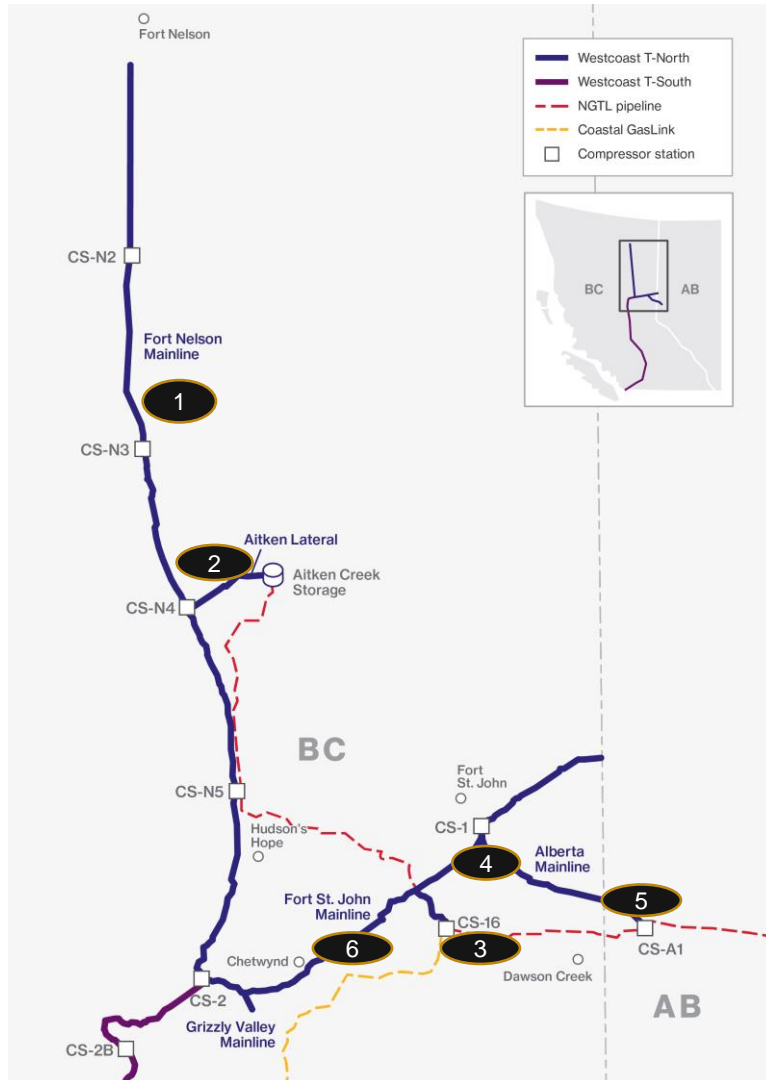 Fort Nelson
Westcoast T-North
Westcoast T-South
NGTL pipeline
Coastal GasLink
Compressor station
BC
AB
CS-N2
Fort Nelson
Mainline
1
CS-N3
2
Aitken Lateral
Aitken Creek
Storage
CS-N4
BC
CS-N5
Fort
St. John
Hudson's
Hope
CS-1
4
Alberta
Mainline
Fort St. John
Mainline
5
CS-16
6
3
CS-A1
Chetwynd
Dawson Creek
CS-2
Grizzly Valley
Mainline
AB
CS-2B